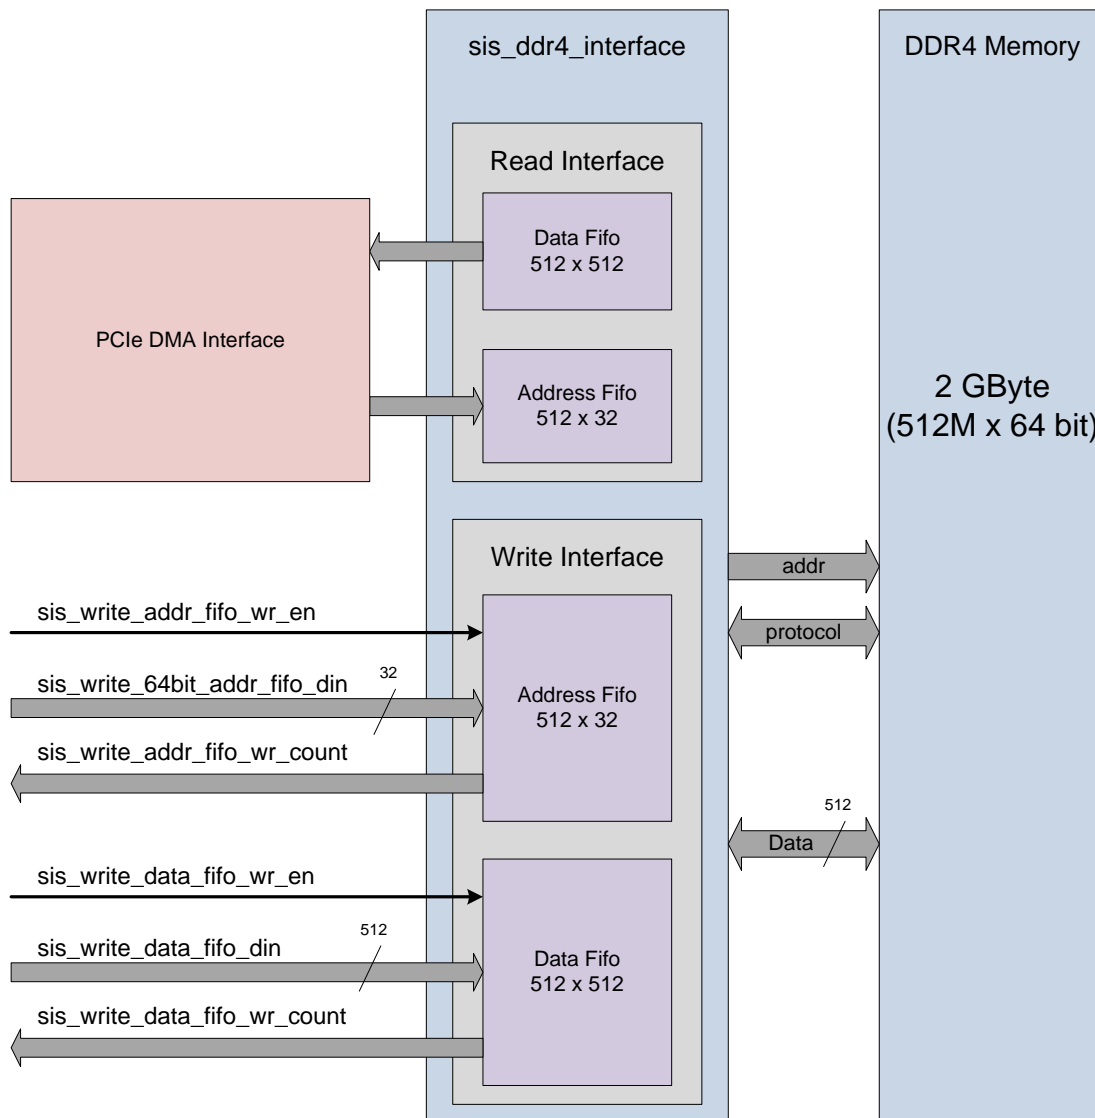 sis_ddr4_interface
DDR4 Memory
Read Interface
Data Fifo
512 x 512
PCIe DMA Interface
Address Fifo
512 x 32
2 GByte
(512M x 64 bit)
Write Interface
addr
protocol
sis_write_addr_fifo_wr_en
sis_write_64bit_addr_fifo_din
32
Address Fifo
512 x 32
sis_write_addr_fifo_wr_count
512
Data
sis_write_data_fifo_wr_en
sis_write_data_fifo_din
512
Data Fifo
512 x 512
sis_write_data_fifo_wr_count